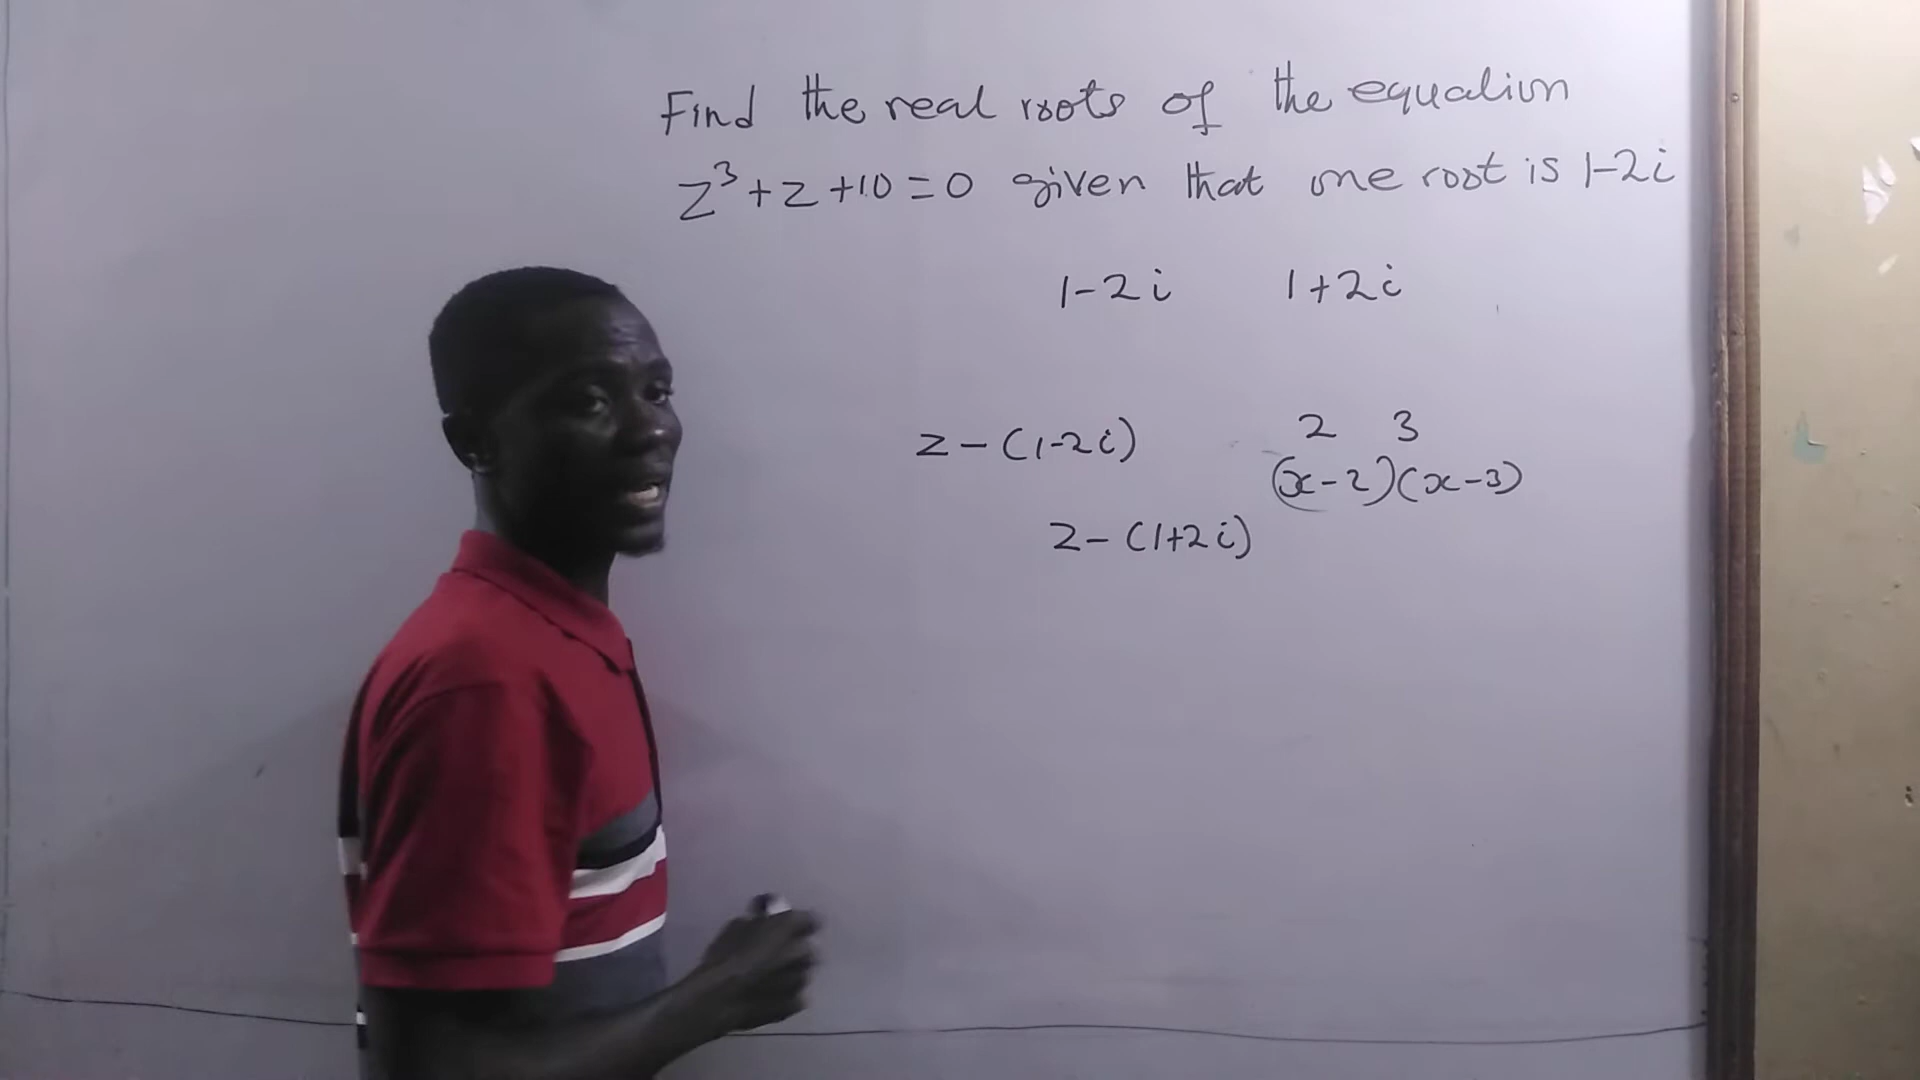 Find the real roots of the equation
z³ + z + 10 = 0 given that one root is 1-2i
1-2i 1+2i
2 3
z - (1-2i) (x-2)(x-3)
z - (1+2i)